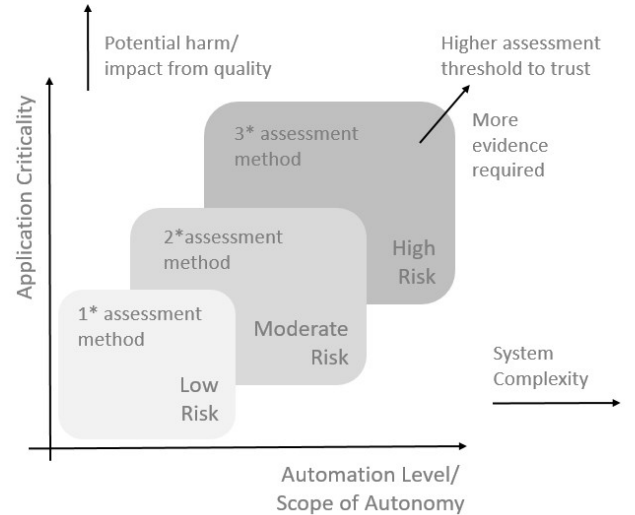 Potential harm/
impact from quality
Higher assessment
threshold to trust
More
evidence
required
Application Criticality
3* assessment
method
High
Risk
2*assessment
method
Moderate
Risk
1* assessment
method
Low
Risk
System
Complexity
Automation Level/
Scope of Autonomy